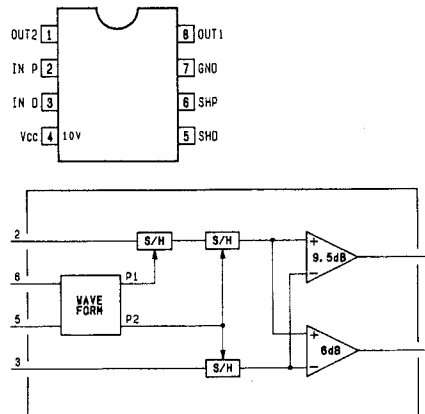 OUT2 1 8 OUT1
IN P 2 7 GND
IN D 3 6 SHP
Vcc 4 10V 5 SHD
2
S/H S/H
+
9.5dB
-
6
P1
WAVE
FORM
5
P2
+
6dB
-
3
S/H